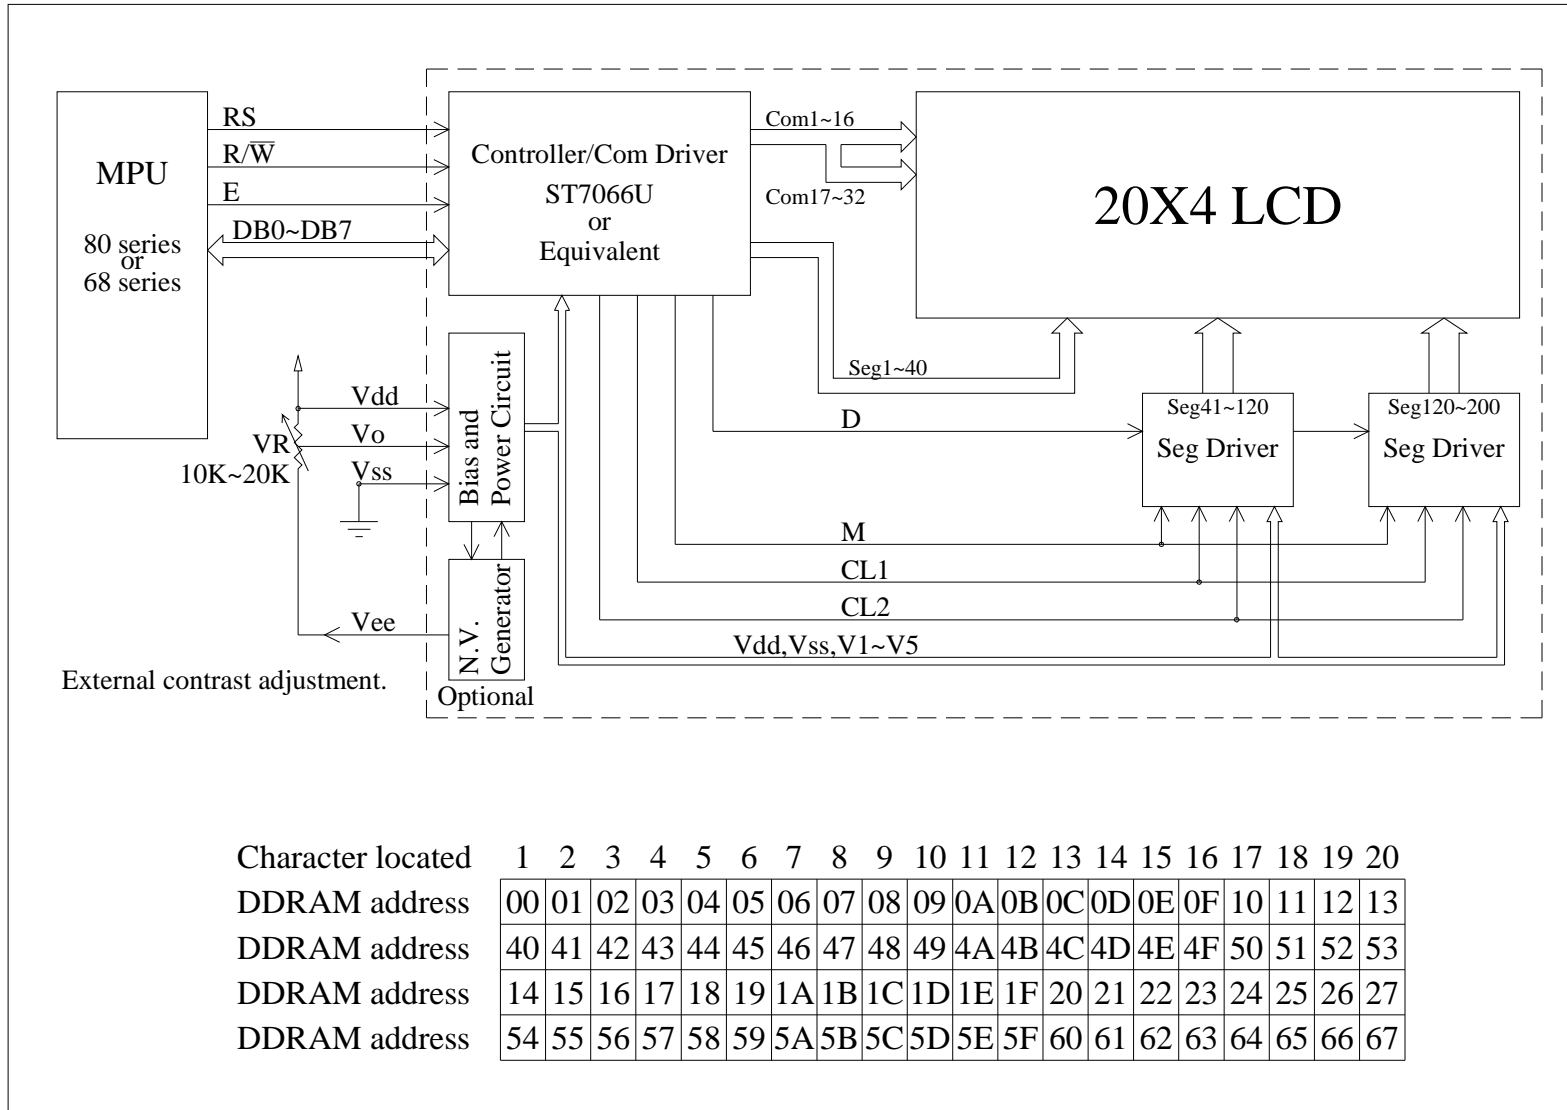 MPU
80 series
or
68 series
RS
R/W̅
E
DB0~DB7
Controller/Com Driver
ST7066U
or
Equivalent
Com1~16
Com17~32
20X4 LCD
Seg1~40
Seg41~120
Seg Driver
Seg120~200
Seg Driver
D
M
CL1
CL2
Vdd,Vss,V1~V5
Vdd
Vo
Vss
VR
10K~20K
Bias and
Power Circuit
N.V.
Generator
Optional
Vee
External contrast adjustment.
Character located 1 2 3 4 5 6 7 8 9 10 11 12 13 14 15 16 17 18 19 20
DDRAM address 00 01 02 03 04 05 06 07 08 09 0A 0B 0C 0D 0E 0F 10 11 12 13
DDRAM address 40 41 42 43 44 45 46 47 48 49 4A 4B 4C 4D 4E 4F 50 51 52 53
DDRAM address 14 15 16 17 18 19 1A 1B 1C 1D 1E 1F 20 21 22 23 24 25 26 27
DDRAM address 54 55 56 57 58 59 5A 5B 5C 5D 5E 5F 60 61 62 63 64 65 66 67